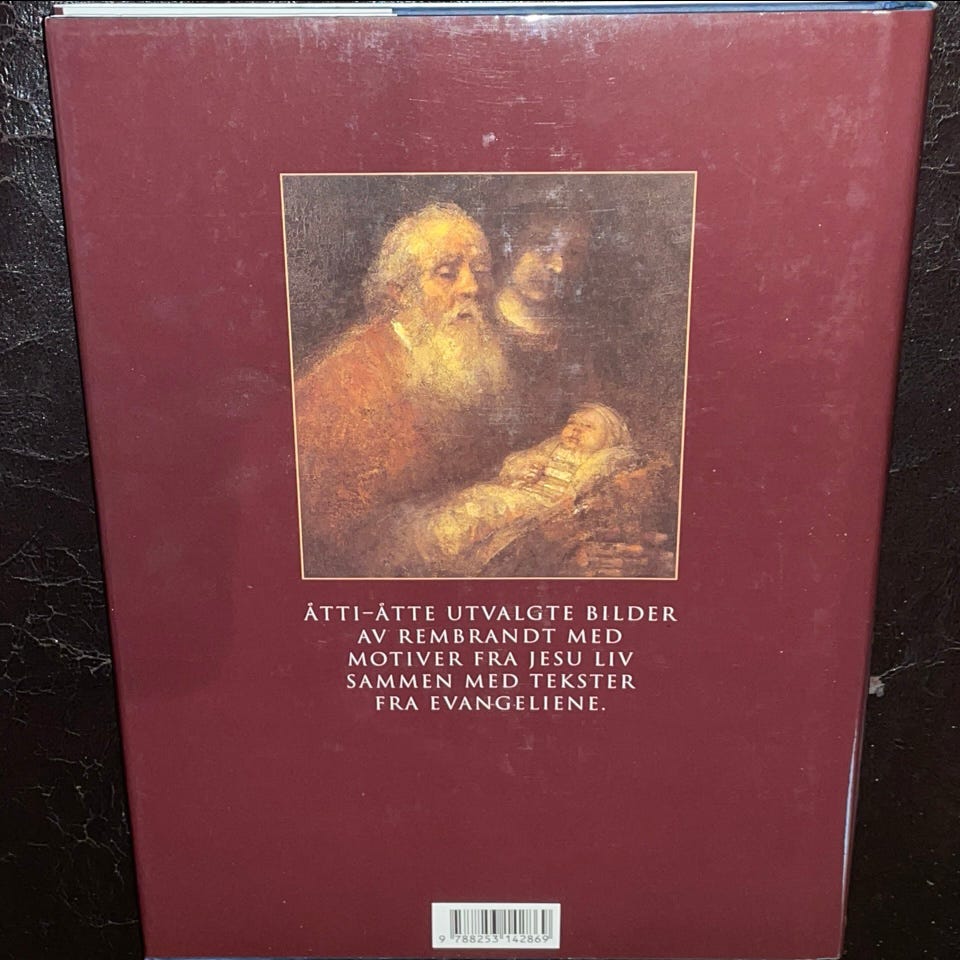 ÅTTI–ÅTTE UTVALGTE BILDER
AV REMBRANDT MED
MOTIVER FRA JESU LIV
SAMMEN MED TEKSTER
FRA EVANGELIENE.
9 788253 142869